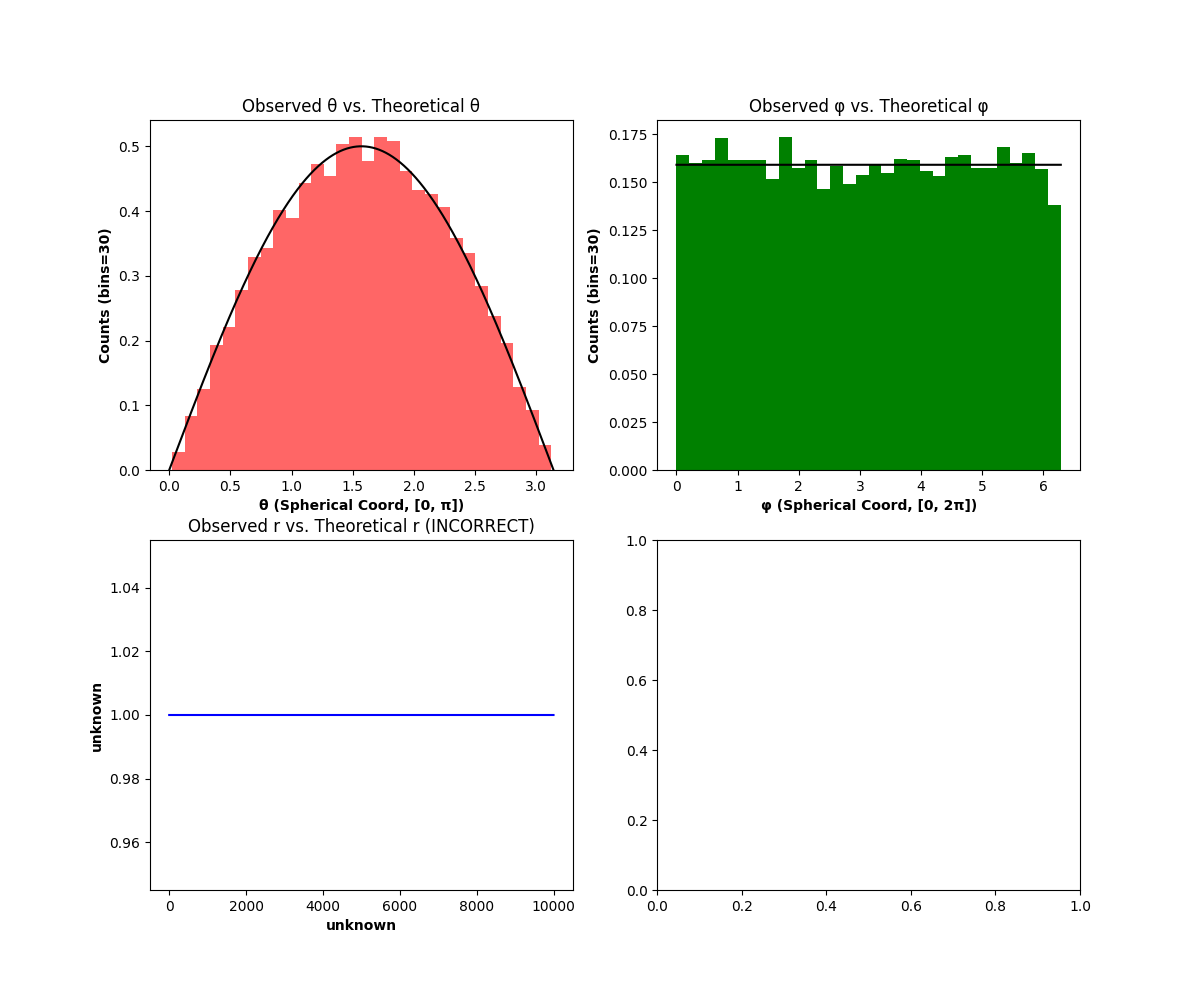 Observed θ vs. Theoretical θ
Counts (bins=30)
0.5
0.4
0.3
0.2
0.1
0.0
0.0 0.5 1.0 1.5 2.0 2.5 3.0
θ (Spherical Coord, [0, π])
Observed φ vs. Theoretical φ
Counts (bins=30)
0.175
0.150
0.125
0.100
0.075
0.050
0.025
0.000
0 1 2 3 4 5 6
φ (Spherical Coord, [0, 2π])
Observed r vs. Theoretical r (INCORRECT)
unknown
1.04
1.02
1.00
0.98
0.96
0 2000 4000 6000 8000 10000
unknown
1.0
0.8
0.6
0.4
0.2
0.0
0.0 0.2 0.4 0.6 0.8 1.0